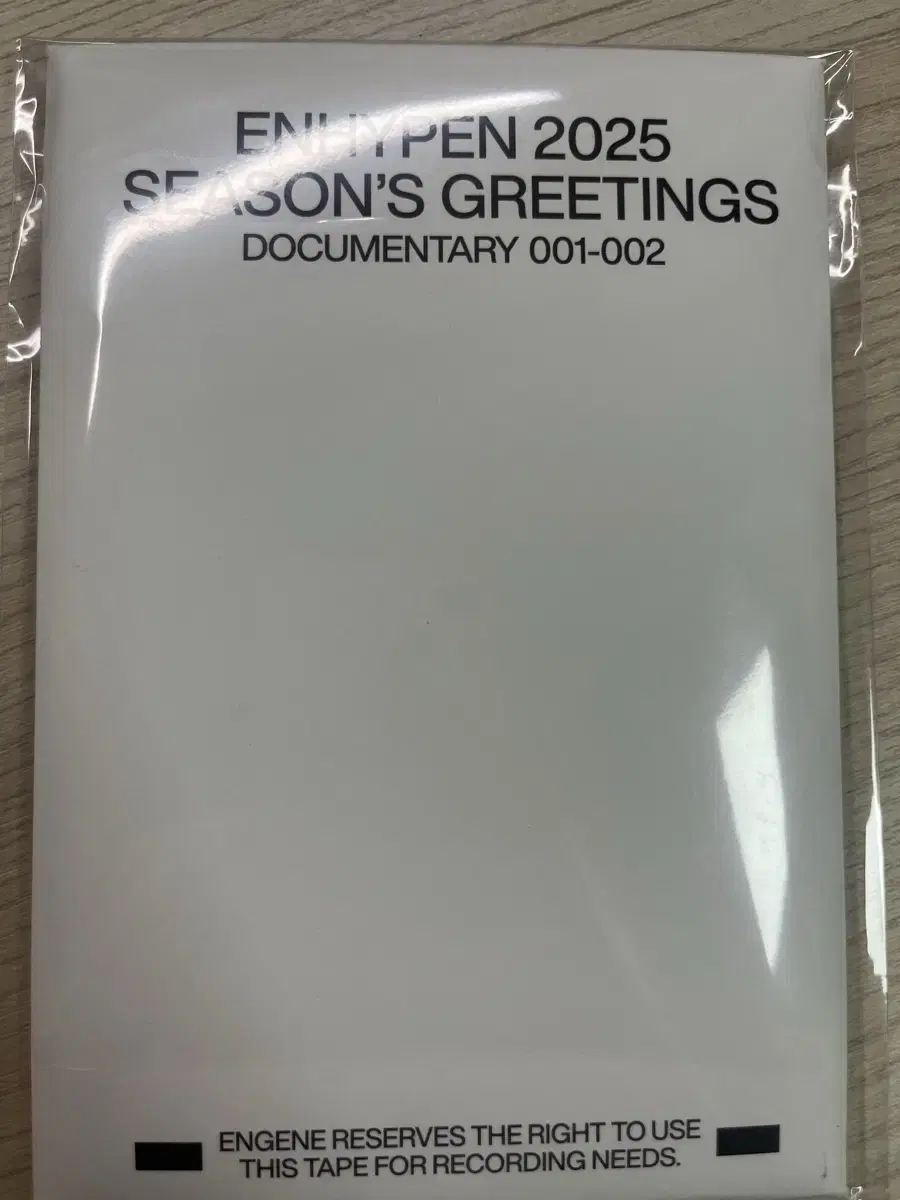 ENHYPEN 2025
SEASON'S GREETINGS
DOCUMENTARY 001-002
ENGENE RESERVES THE RIGHT TO USE
THIS TAPE FOR RECORDING NEEDS.